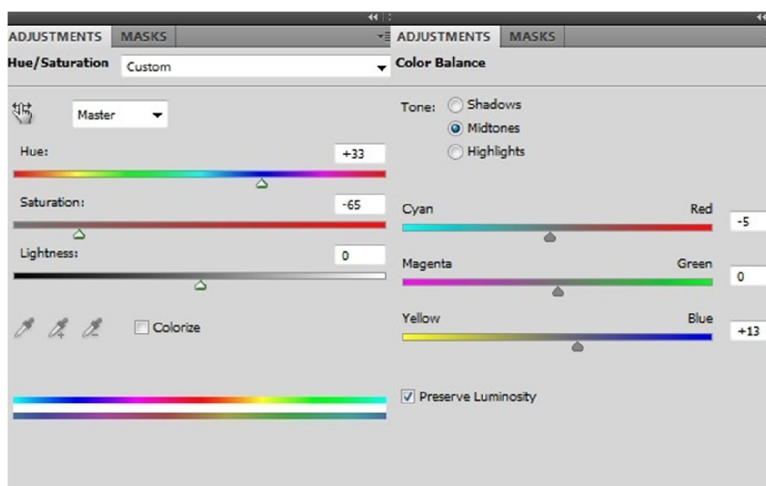 ADJUSTMENTS MASKS
Hue/Saturation Custom
Master
Hue: +33
Saturation: -65
Lightness: 0
Colorize
ADJUSTMENTS MASKS
Color Balance
Tone: Shadows
Midtones
Highlights
Cyan Red -5
Magenta Green 0
Yellow Blue +13
Preserve Luminosity